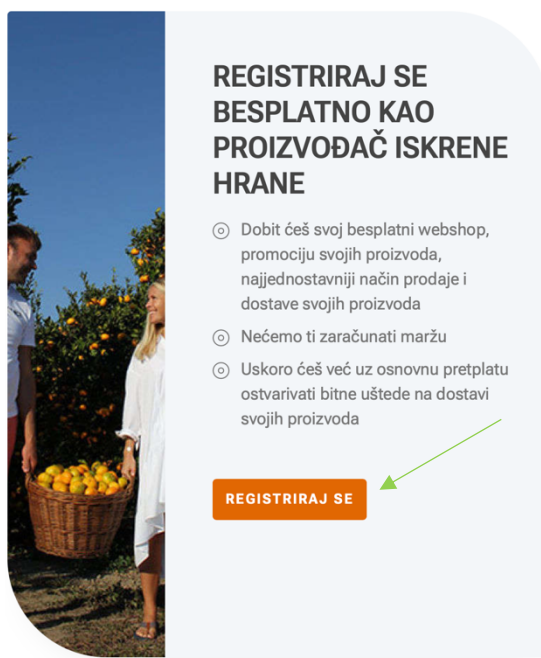 REGISTRIRAJ SE
BESPLATNO KAO
PROIZVOĐAČ ISKRENE
HRANE
Dobit ćeš svoj besplatni webshop,
promociju svojih proizvoda,
najjednostavniji način prodaje i
dostave svojih proizvoda
Nećemo ti zaračunati maržu
Uskoro ćeš već uz osnovnu pretplatu
ostvarivati bitne uštede na dostavi
svojih proizvoda
REGISTRIRAJ SE